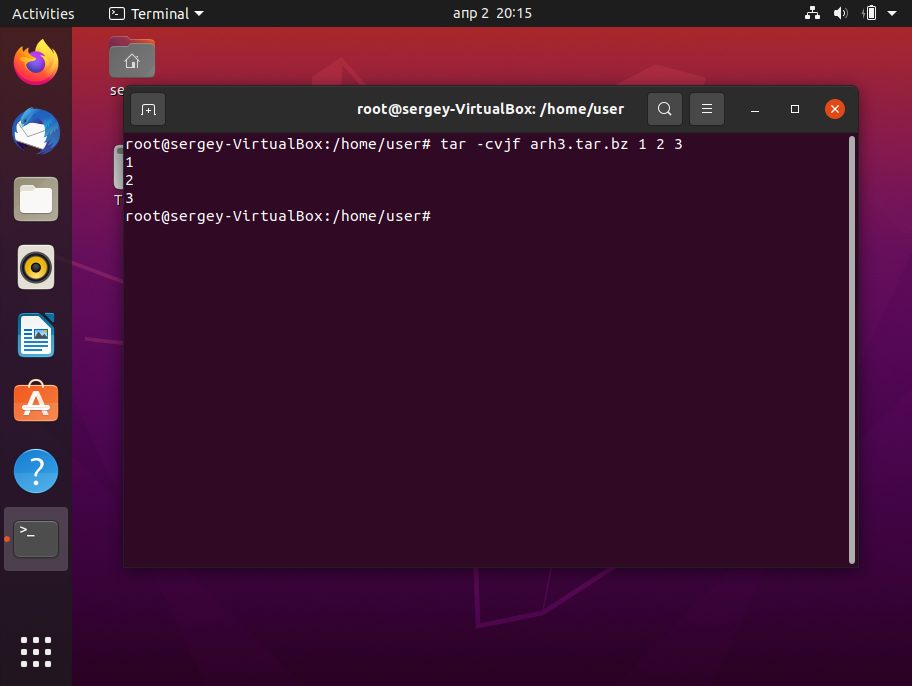 Activities
Terminal
апр 2 20:15
se
root@sergey-VirtualBox: /home/user
root@sergey-VirtualBox:/home/user# tar -cvjf arh3.tar.bz 1 2 3
1
2
3
T
root@sergey-VirtualBox:/home/user#